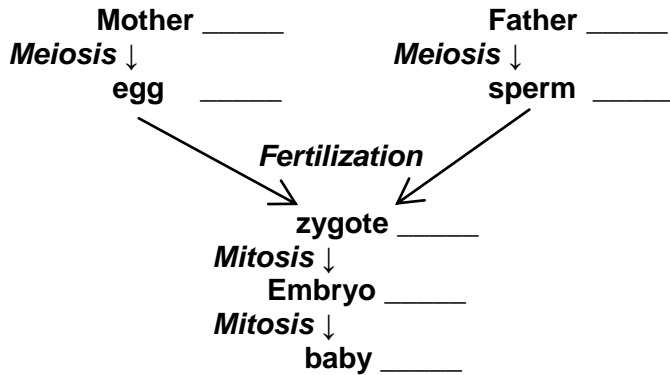 Mother _____ Father _____
Meiosis ↓ Meiosis ↓
egg _____ sperm _____
Fertilization
zygote _____
Mitosis ↓
Embryo _____
Mitosis ↓
baby _____